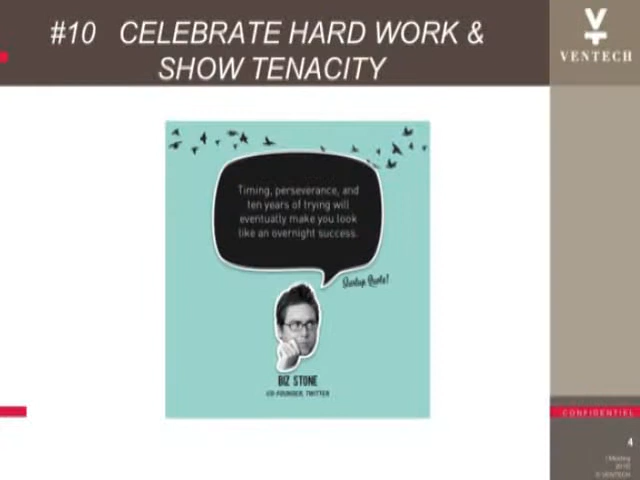 #10 CELEBRATE HARD WORK &
SHOW TENACITY
VENTECH
Timing, perseverance, and
ten years of trying will
eventually make you look
like an overnight success.
Startup Quote!
BIZ STONE
CO-FOUNDER, TWITTER
CONFIDENTIEL
4
© VENTECH